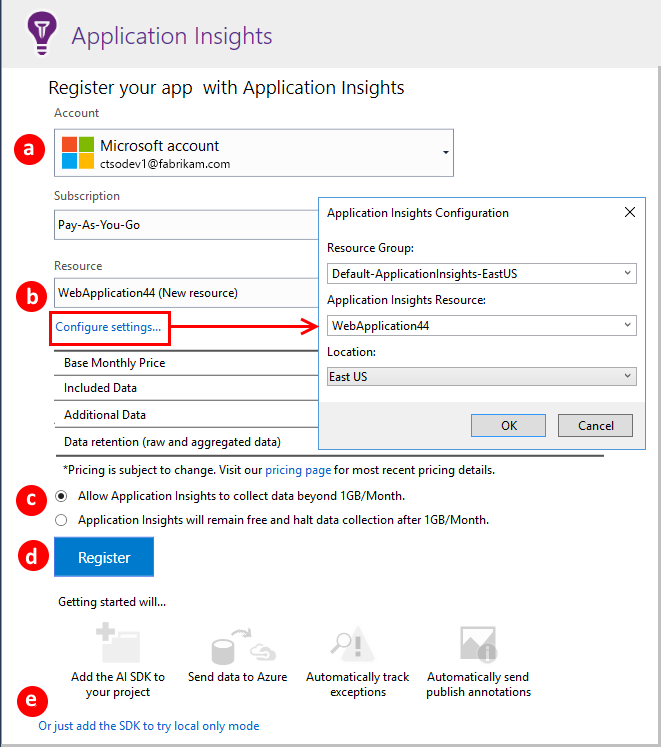 Application Insights
Register your app with Application Insights
Account
a
Microsoft account
ctsodev1@fabrikam.com
Subscription
Pay-As-You-Go
Resource
b
WebApplication44 (New resource)
Configure settings...
Application Insights Configuration
Resource Group:
Default-ApplicationInsights-EastUS
Application Insights Resource:
WebApplication44
Location:
East US
OK
Cancel
Base Monthly Price
Included Data
Additional Data
Data retention (raw and aggregated data)
*Pricing is subject to change. Visit our pricing page for most recent pricing details.
c
Allow Application Insights to collect data beyond 1GB/Month.
Application Insights will remain free and halt data collection after 1GB/Month.
d
Register
Getting started will...
Add the AI SDK to
your project
Send data to Azure
Automatically track
exceptions
Automatically send
publish annotations
e
Or just add the SDK to try local only mode